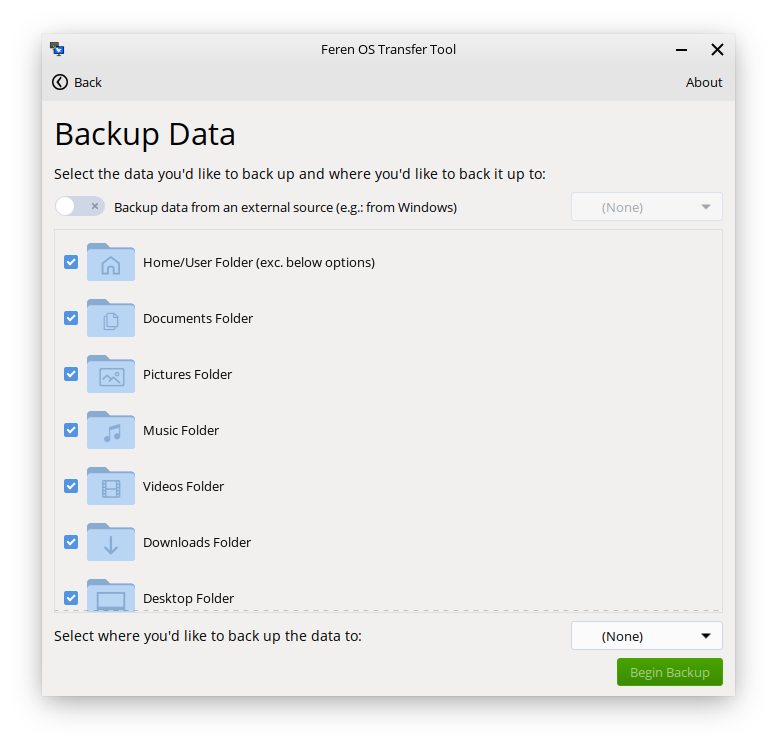 Feren OS Transfer Tool
Back
About
Backup Data
Select the data you'd like to back up and where you'd like to back it up to:
Backup data from an external source (e.g.: from Windows)
(None)
Home/User Folder (exc. below options)
Documents Folder
Pictures Folder
Music Folder
Videos Folder
Downloads Folder
Desktop Folder
Select where you'd like to back up the data to:
(None)
Begin Backup